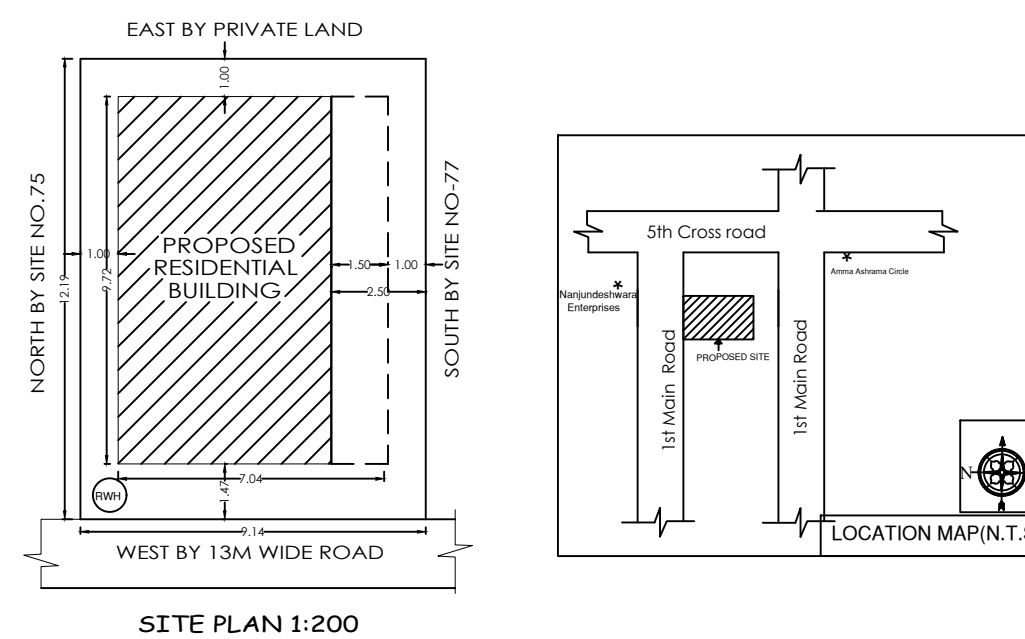 EAST BY PRIVATE LAND
1.00
NORTH BY SITE NO.75
12.19
9.72
1.00
PROPOSED
RESIDENTIAL
BUILDING
1.50
1.00
2.50
SOUTH BY SITE NO-77
7.04
1.47
RWH
9.14
WEST BY 13M WIDE ROAD
SITE PLAN 1:200
5th Cross road
Amma Ashrama Circle
Nanjundeshwara
Enterprises
PROPOSED SITE
1st Main Road
1st Main Road
N
LOCATION MAP(N.T.S